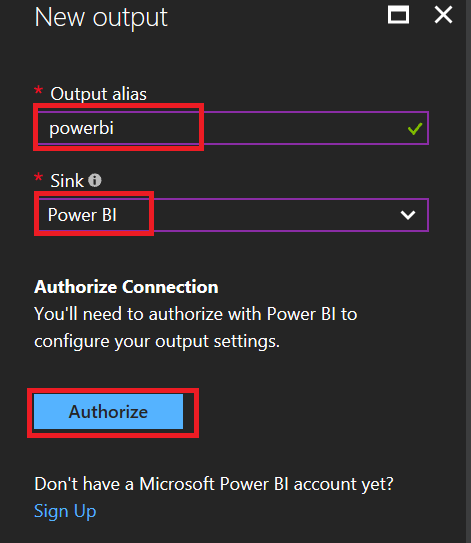 New output
* Output alias
powerbi
* Sink
Power BI
Authorize Connection
You'll need to authorize with Power BI to
configure your output settings.
Authorize
Don't have a Microsoft Power BI account yet?
Sign Up